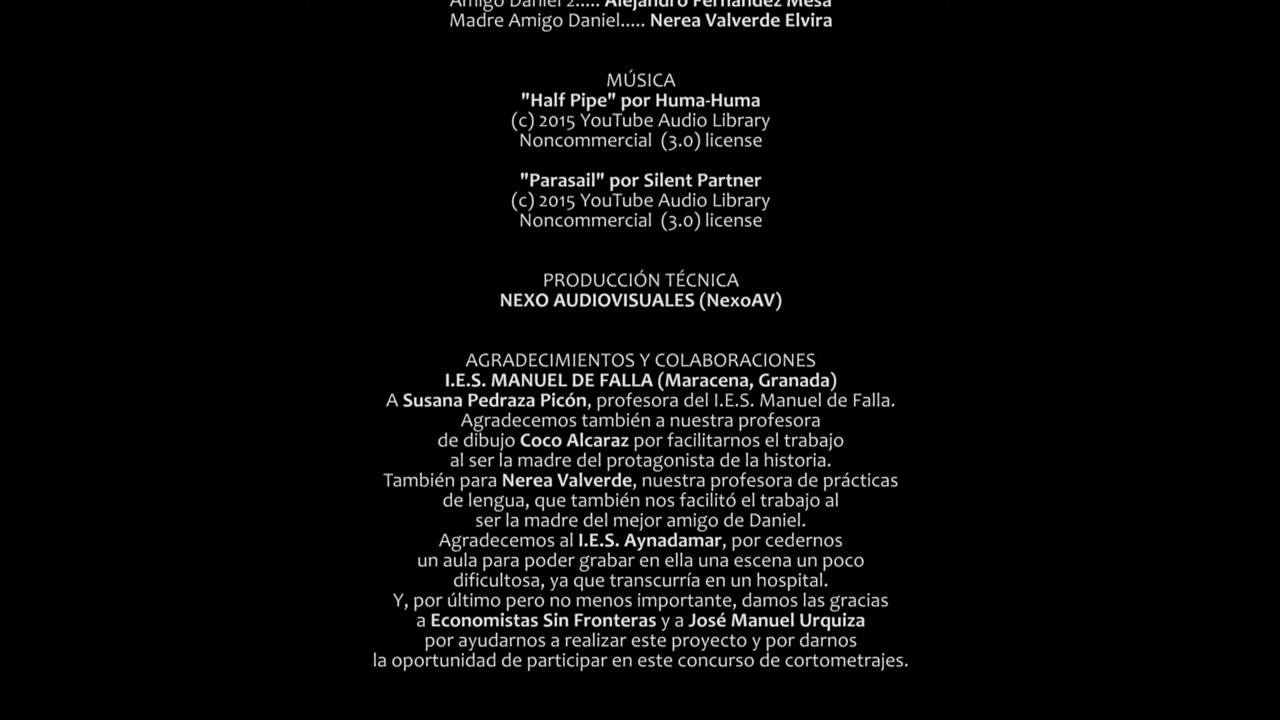 Amigo Daniel 2..... Alejandro Fernández Mesa
Madre Amigo Daniel..... Nerea Valverde Elvira
MÚSICA
"Half Pipe" por Huma-Huma
(c) 2015 YouTube Audio Library
Noncommercial (3.0) license
"Parasail" por Silent Partner
(c) 2015 YouTube Audio Library
Noncommercial (3.0) license
PRODUCCIÓN TÉCNICA
NEXO AUDIOVISUALES (NexoAV)
AGRADECIMIENTOS Y COLABORACIONES
I.E.S. MANUEL DE FALLA (Maracena, Granada)
A Susana Pedraza Picón, profesora del I.E.S. Manuel de Falla.
Agradecemos también a nuestra profesora
de dibujo Coco Alcaraz por facilitarnos el trabajo
al ser la madre del protagonista de la historia.
También para Nerea Valverde, nuestra profesora de prácticas
de lengua, que también nos facilitó el trabajo al
ser la madre del mejor amigo de Daniel.
Agradecemos al I.E.S. Aynadamar, por cedernos
un aula para poder grabar en ella una escena un poco
dificultosa, ya que transcurría en un hospital.
Y, por último pero no menos importante, damos las gracias
a Economistas Sin Fronteras y a José Manuel Urquiza
por ayudarnos a realizar este proyecto y por darnos
la oportunidad de participar en este concurso de cortometrajes.